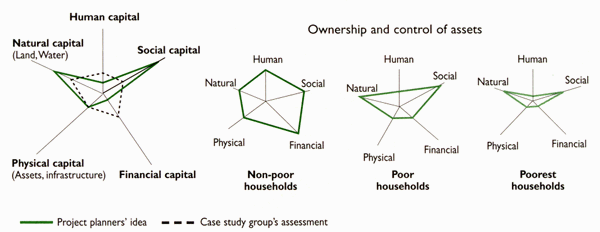 Human capital
Natural capital
(Land, Water)
Social capital
Physical capital
(Assets, infrastructure)
Financial capital
Ownership and control of assets
Human
Natural
Social
Physical
Financial
Non-poor
households
Human
Natural
Social
Physical
Financial
Poor
households
Human
Natural
Social
Physical
Financial
Poorest
households
Project planners' idea
Case study group's assessment